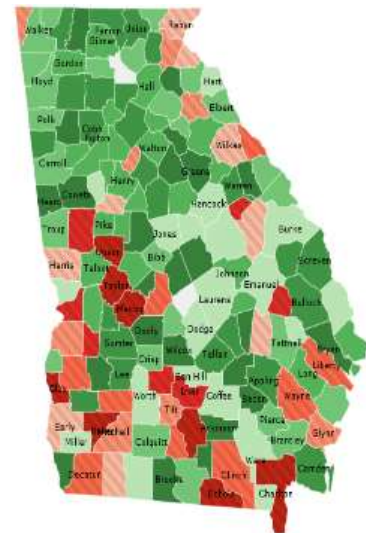 Walker
Fannin
Union
Rabun
Gilmer
Gordon
Floyd
Hall
Hart
Elbert
Polk
Cobb
Fulton
Walton
Wilkes
Carroll
Greene
Henry
Warren
Heard
Coweta
Hancock
Troup
Pike
Jones
Burke
Upson
Harris
Talbot
Bibb
Screven
Johnson
Taylor
Emanuel
Laurens
Macon
Bulloch
Dooly
Dodge
Sumter
Tattnall
Bryan
Crisp
Wilcox
Telfair
Liberty
Long
Lee
Ben Hill
Appling
Clay
Worth
Irwin
Coffee
Bacon
Wayne
Tift
Early
Baker
Mitchell
Pierce
Glynn
Miller
Colquitt
Atkinson
Brantley
Ware
Decatur
Brooks
Clinch
Camden
Echols
Charlton